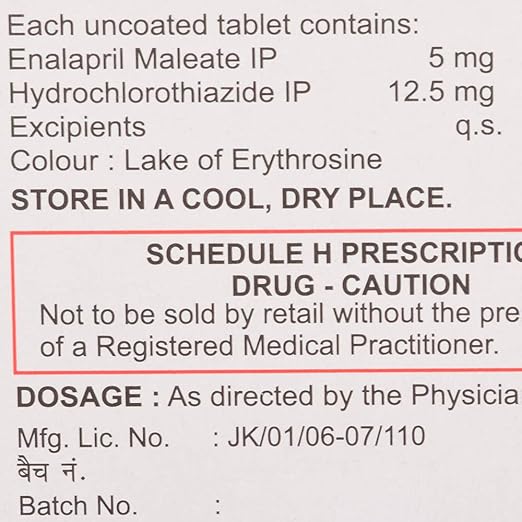 Each uncoated tablet contains:
Enalapril Maleate IP 5 mg
Hydrochlorothiazide IP 12.5 mg
Excipients q.s.
Colour : Lake of Erythrosine
STORE IN A COOL, DRY PLACE.
SCHEDULE H PRESCRIPTIO
DRUG - CAUTION
Not to be sold by retail without the pre
of a Registered Medical Practitioner.
DOSAGE : As directed by the Physicia
Mfg. Lic. No. : JK/01/06-07/110
बैच नं.
Batch No. :